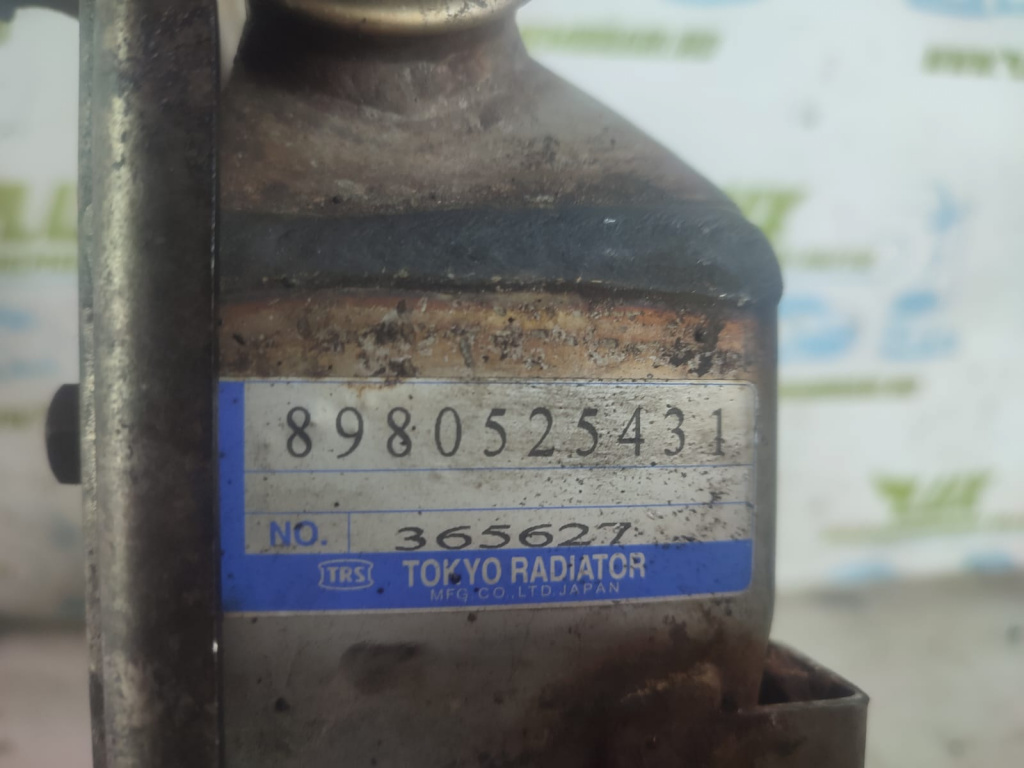 8980525431
NO. 365627
TRS TOKYO RADIATOR
MFG.CO.,LTD.JAPAN